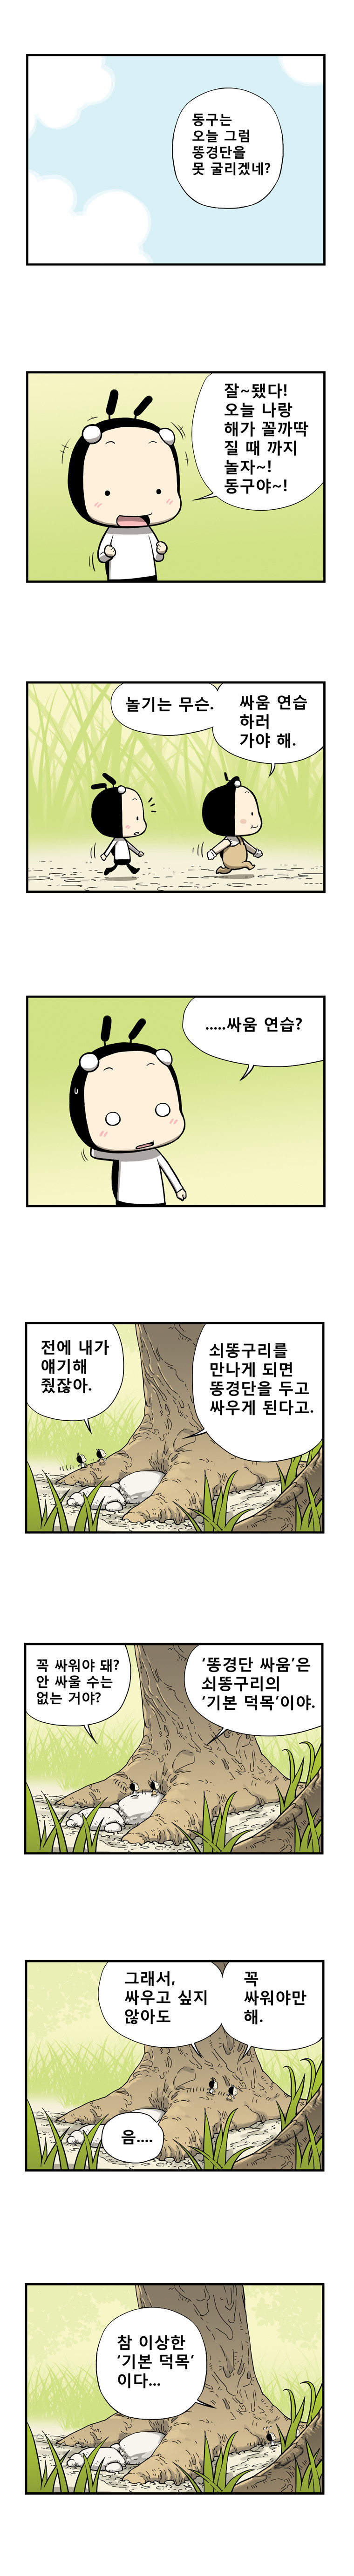 동구는
오늘 그럼
똥경단을
못 굴리겠네?
잘~됐다!
오늘 나랑
해가 꼴까딱
질 때 까지
놀자~!
동구야~!
놀기는 무슨.
싸움 연습
하러
가야 해.
.....싸움 연습?
전에 내가
얘기해
줬잖아.
쇠똥구리를
만나게 되면
똥경단을 두고
싸우게 된다고.
꼭 싸워야 돼?
안 싸울 수는
없는 거야?
‘똥경단 싸움’은
쇠똥구리의
‘기본 덕목’이야.
그래서,
싸우고 싶지
않아도
꼭
싸워야만
해.
음....
참 이상한
‘기본 덕목’
이다...